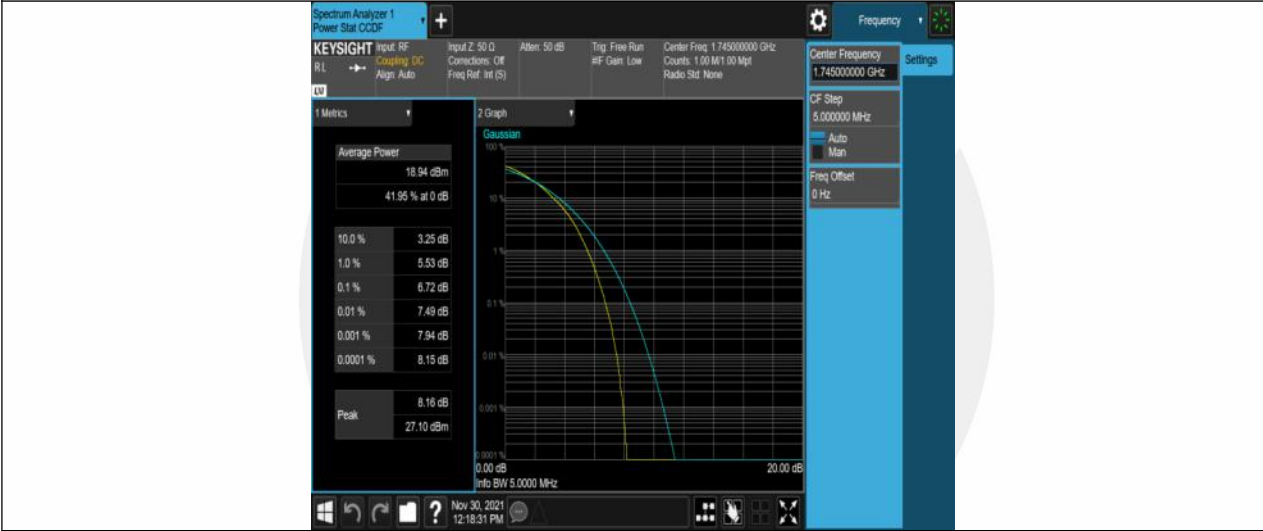 Spectrum Analyzer 1
Power Stat CCDF
+
Frequency
KEYSIGHT
RL
LV
Input: RF
Coupling: DC
Align: Auto
Input Z: 50 Ω
Corrections: Off
Freq Ref: Int (S)
Atten: 50 dB
Trig: Free Run
#IF Gain: Low
Center Freq: 1.745000000 GHz
Counts: 1.00 M/1.00 Mpt
Radio Std: None
Center Frequency
1.745000000 GHz
Settings
CF Step
5.000000 MHz
Auto
Man
Freq Offset
0 Hz
1 Metrics
Average Power
18.94 dBm
41.95 % at 0 dB
10.0 % 3.25 dB
1.0 % 5.53 dB
0.1 % 6.72 dB
0.01 % 7.49 dB
0.001 % 7.94 dB
0.0001 % 8.15 dB
Peak
8.16 dB
27.10 dBm
2 Graph
Gaussian
100 %
10 %
1 %
0.1 %
0.01 %
0.001 %
0.0001 %
0.00 dB 20.00 dB
Info BW 5.0000 MHz
?
Nov 30, 2021
12:18:31 PM